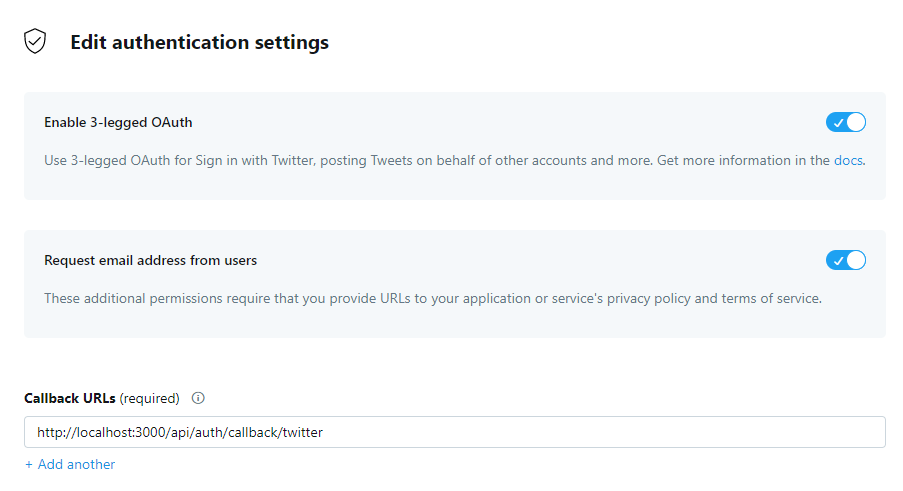 Edit authentication settings
Enable 3-legged OAuth
Use 3-legged OAuth for Sign in with Twitter, posting Tweets on behalf of other accounts and more. Get more information in the docs.
Request email address from users
These additional permissions require that you provide URLs to your application or service's privacy policy and terms of service.
Callback URLs (required)
http://localhost:3000/api/auth/callback/twitter
+ Add another